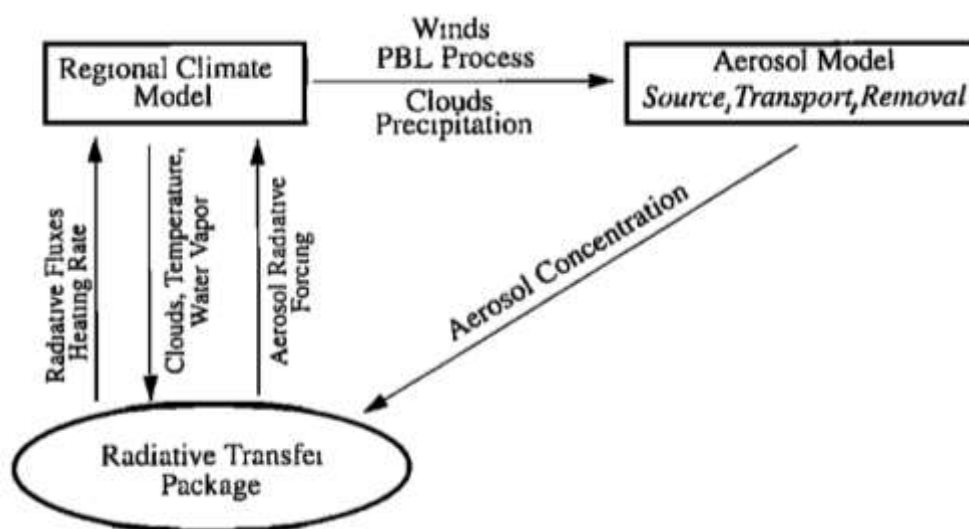 Winds
PBL Process
Regional Climate
Model
Clouds
Precipitation
Aerosol Model
Source, Transport, Removal
Radiative Fluxes
Heating Rate
Clouds, Temperature,
Water Vapor
Aerosol Radiative
Forcing
Aerosol Concentration
Radiative Transfer
Package